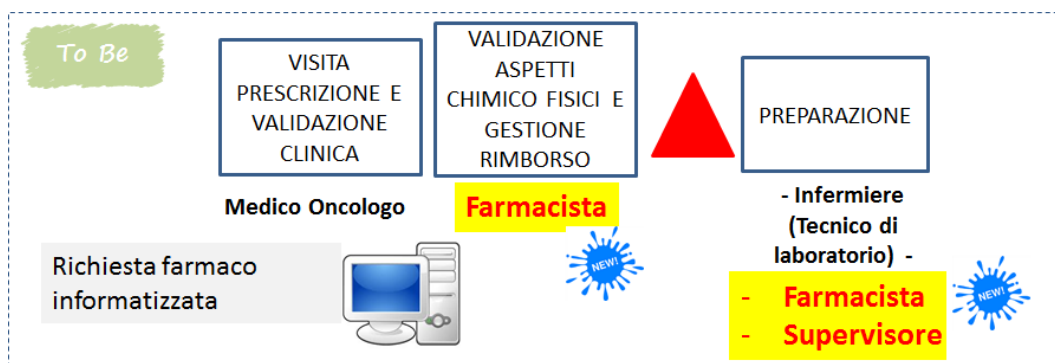 To Be
VISITA
PRESCRIZIONE E
VALIDAZIONE
CLINICA
VALIDAZIONE
ASPETTI
CHIMICO FISICI E
GESTIONE
RIMBORSO
PREPARAZIONE
Medico Oncologo
Farmacista
- Infermiere
(Tecnico di
laboratorio) -
- Farmacista
- Supervisore
Richiesta farmaco
informatizzata
NEW!
NEW!